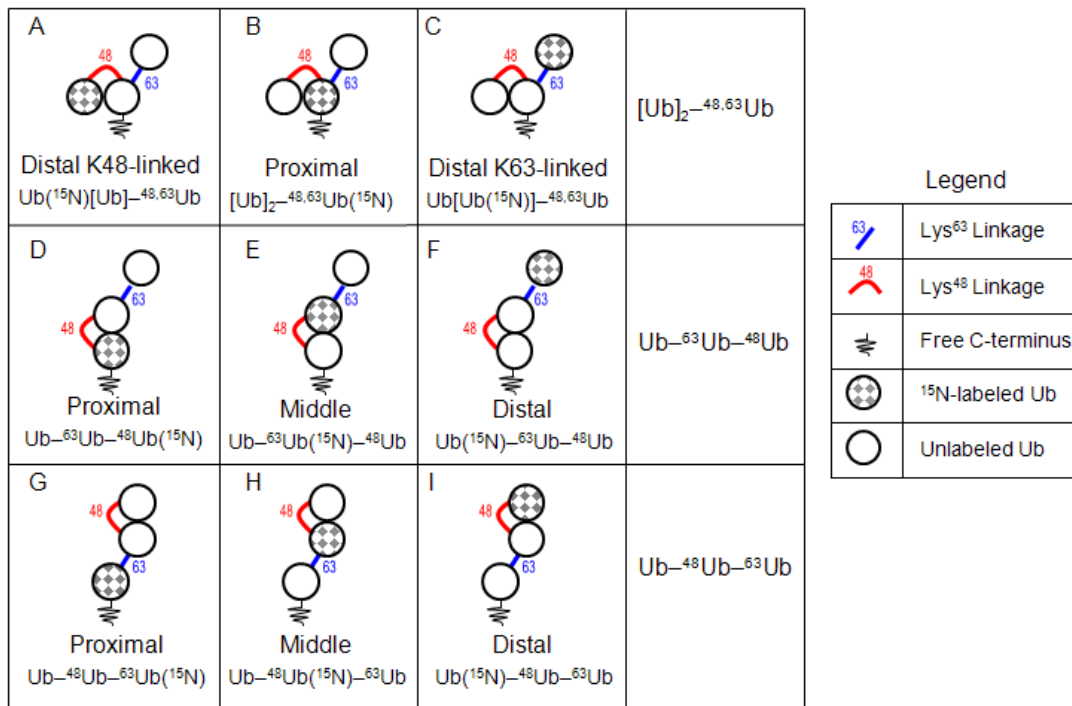 A
48
63
Distal K48-linked
Ub(¹⁵N)[Ub]–⁴⁸,⁶³Ub
B
48
63
Proximal
[Ub]₂–⁴⁸,⁶³Ub(¹⁵N)
C
48
63
Distal K63-linked
Ub[Ub(¹⁵N)]–⁴⁸,⁶³Ub
[Ub]₂–⁴⁸,⁶³Ub
D
63
48
Proximal
Ub–⁶³Ub–⁴⁸Ub(¹⁵N)
E
63
48
Middle
Ub–⁶³Ub(¹⁵N)–⁴⁸Ub
F
63
48
Distal
Ub(¹⁵N)–⁶³Ub–⁴⁸Ub
Ub–⁶³Ub–⁴⁸Ub
G
48
63
Proximal
Ub–⁴⁸Ub–⁶³Ub(¹⁵N)
H
48
63
Middle
Ub–⁴⁸Ub(¹⁵N)–⁶³Ub
I
48
63
Distal
Ub(¹⁵N)–⁴⁸Ub–⁶³Ub
Ub–⁴⁸Ub–⁶³Ub
Legend
63
Lys⁶³ Linkage
48
Lys⁴⁸ Linkage
Free C-terminus
¹⁵N-labeled Ub
Unlabeled Ub